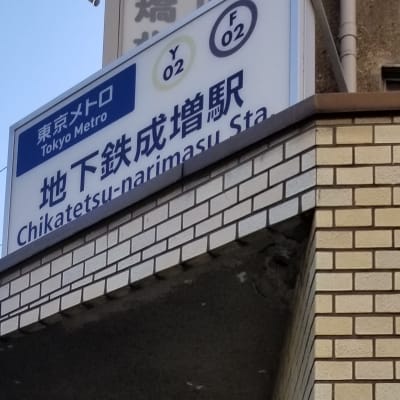 東京メトロ
Tokyo Metro
Y
02
F
02
地下鉄成増駅
Chikatetsu-narimasu Sta.